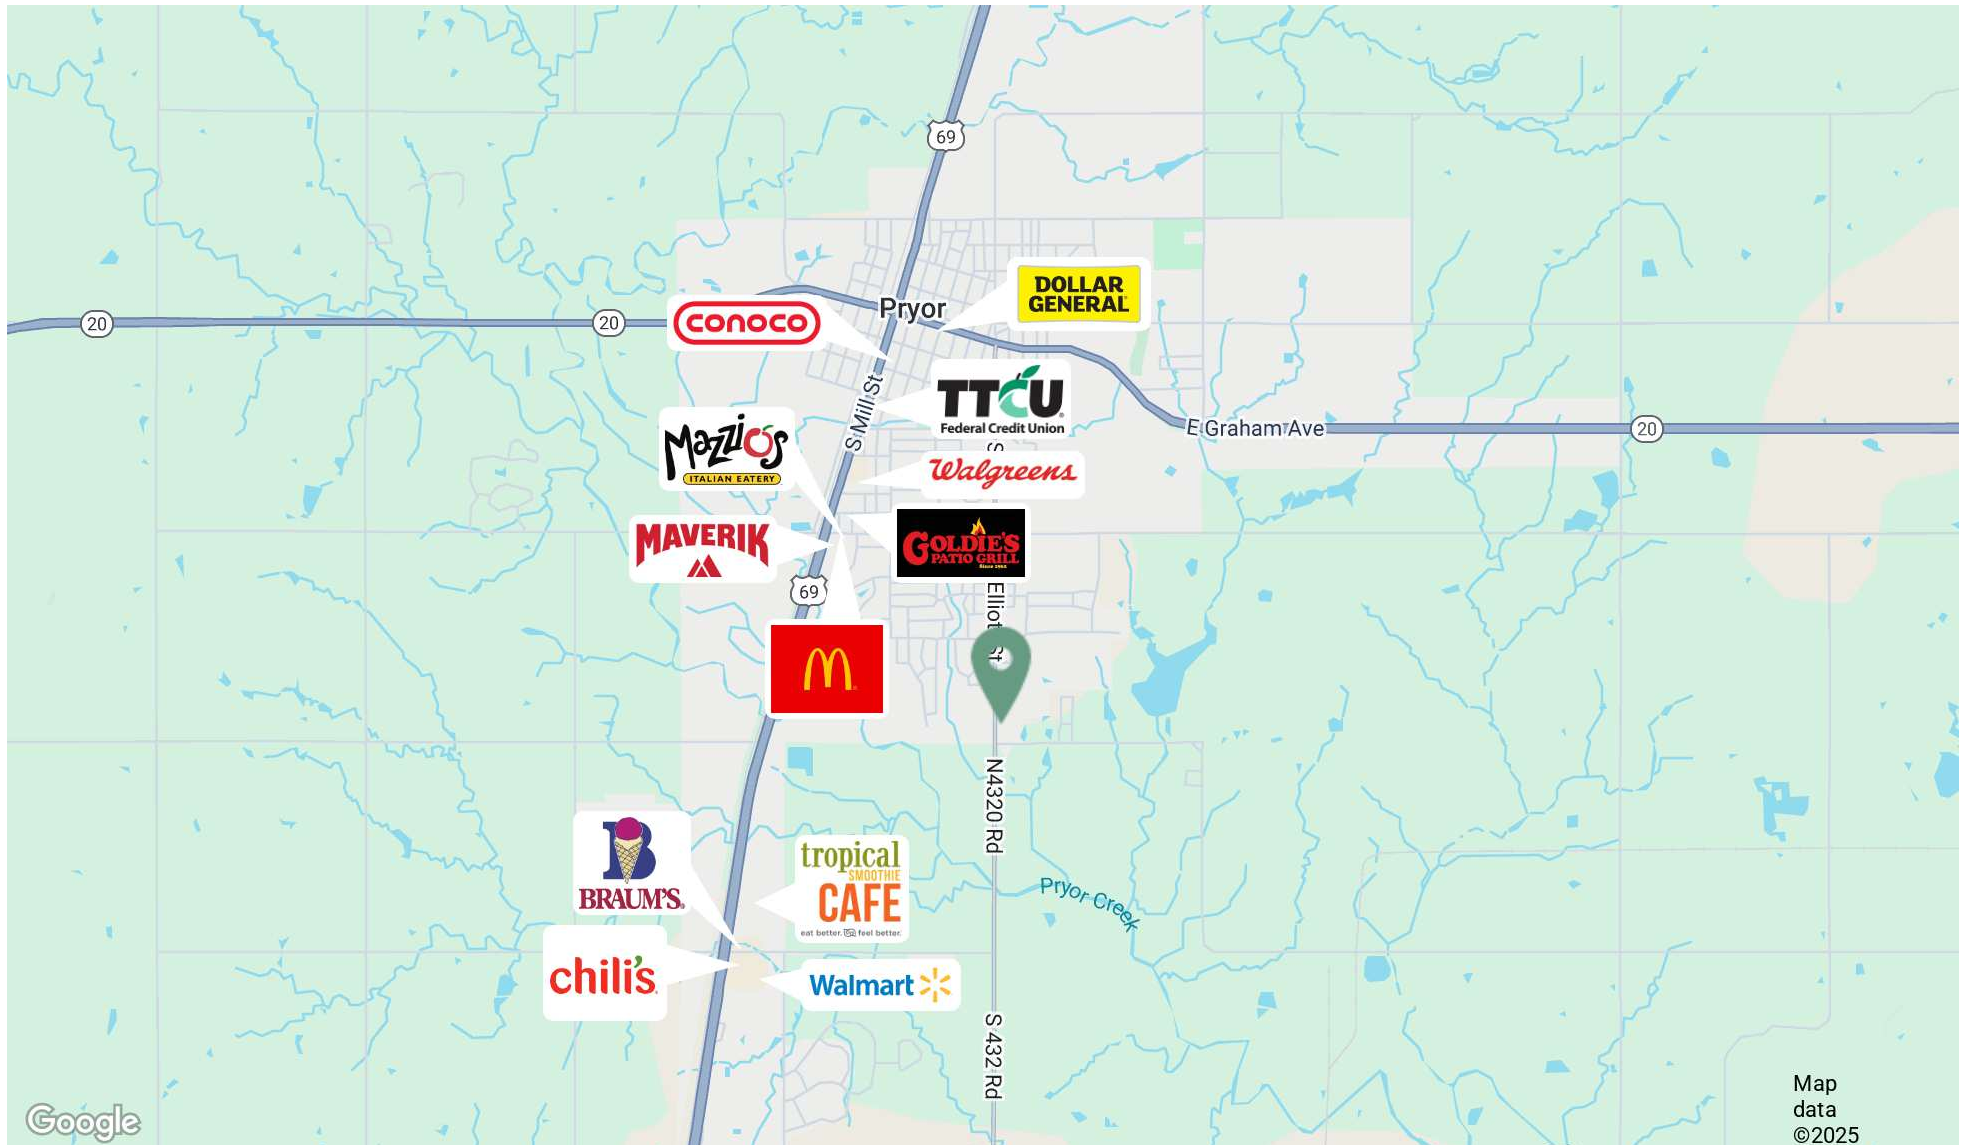 69
DOLLAR
GENERAL
Pryor
20
20
conoco
TTCU
Federal Credit Union
S Mill St
Mazzio's
ITALIAN EATERY
E Graham Ave
20
S
Walgreens
MAVERIK
GOLDIE'S
PATIO GRILL
Since 1962
69
Elliott St
N4320 Rd
BRAUM'S
tropical
SMOOTHIE
CAFE
eat better. feel better.
Pryor Creek
chili's
Walmart
S 432 Rd
Google
Map
data
©2025